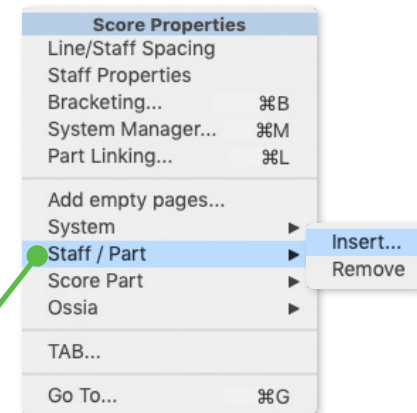 Score Properties
Line/Staff Spacing
Staff Properties
Bracketing... ⌘B
System Manager... ⌘M
Part Linking... ⌘L
Add empty pages...
System ▶
Staff / Part ▶
Insert...
Remove
Score Part ▶
Ossia ▶
TAB...
Go To... ⌘G